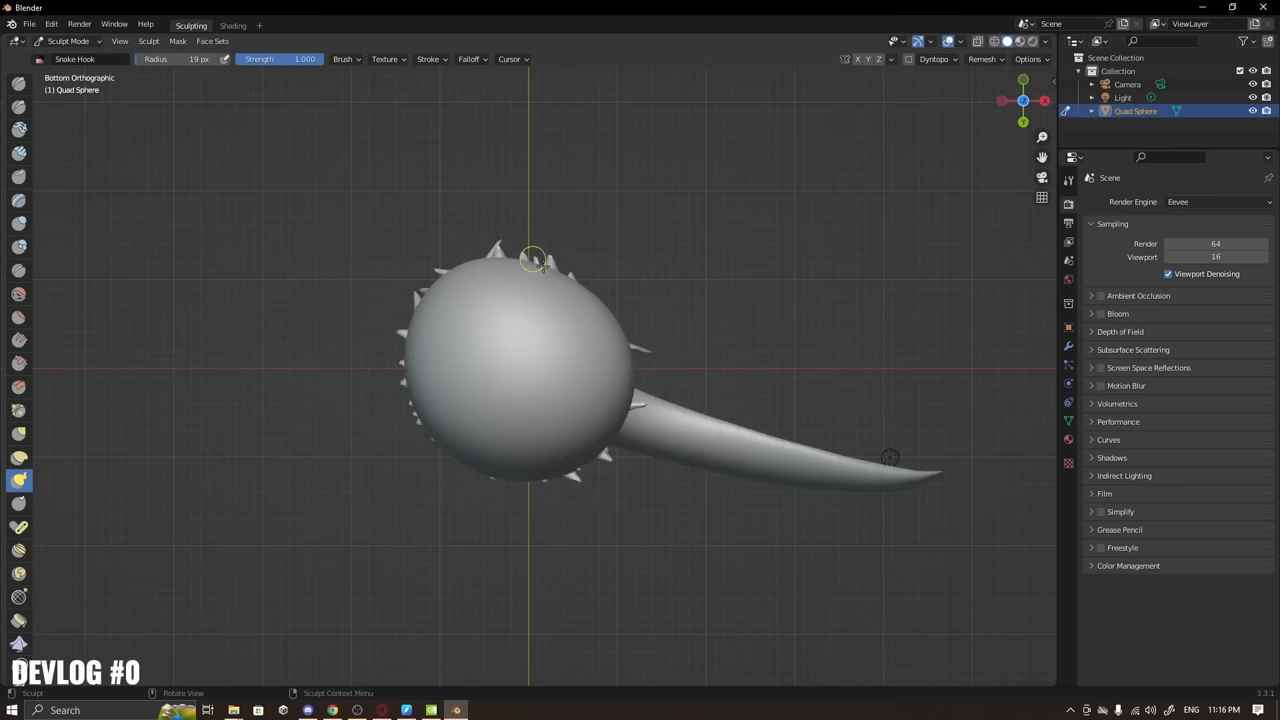 Blender
File Edit Render Window Help Sculpting Shading + Scene ViewLayer
Sculpt Mode View Sculpt Mask Face Sets
Snake Hook Radius 19 px Strength 1.000 Brush Texture Stroke Falloff Cursor X Y Z Dyntopo Remesh Options
Bottom Orthographic
(1) Quad Sphere
Scene Collection
Collection
Camera
Light
Quad Sphere
Scene
Render Engine Eevee
Sampling
Render 64
Viewport 16
Viewport Denoising
Ambient Occlusion
Bloom
Depth of Field
Subsurface Scattering
Screen Space Reflections
Motion Blur
Volumetrics
Performance
Curves
Shadows
Indirect Lighting
Film
Simplify
Grease Pencil
Freestyle
Color Management
X
Z
Y
DEVLOG #0
Sculpt Rotate View Sculpt Context Menu 3.3.1
Search ENG 11:16 PM